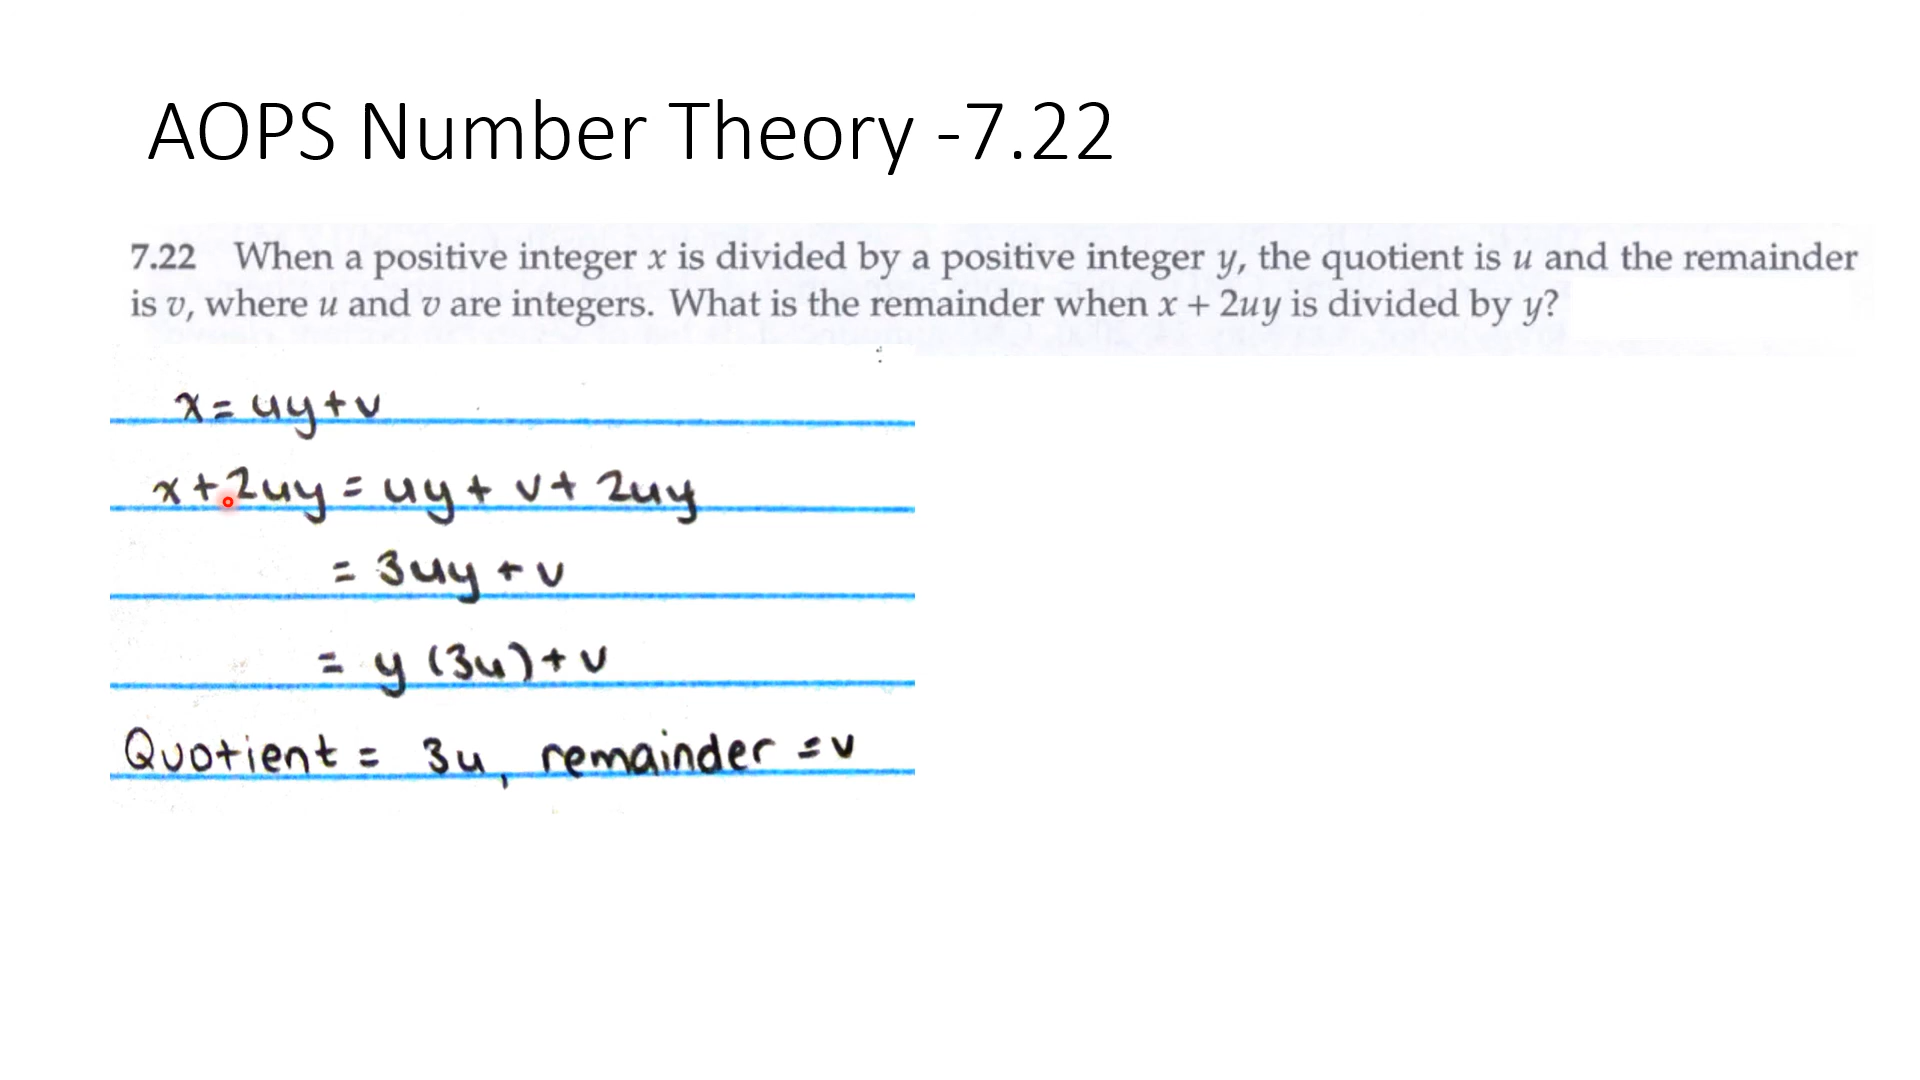 AOPS Number Theory -7.22
7.22 When a positive integer x is divided by a positive integer y, the quotient is u and the remainder
is v, where u and v are integers. What is the remainder when x + 2uy is divided by y?
x = uy + v
x + 2uy = uy + v + 2uy
= 3uy + v
= y (3u) + v
Quotient = 3u, remainder = v